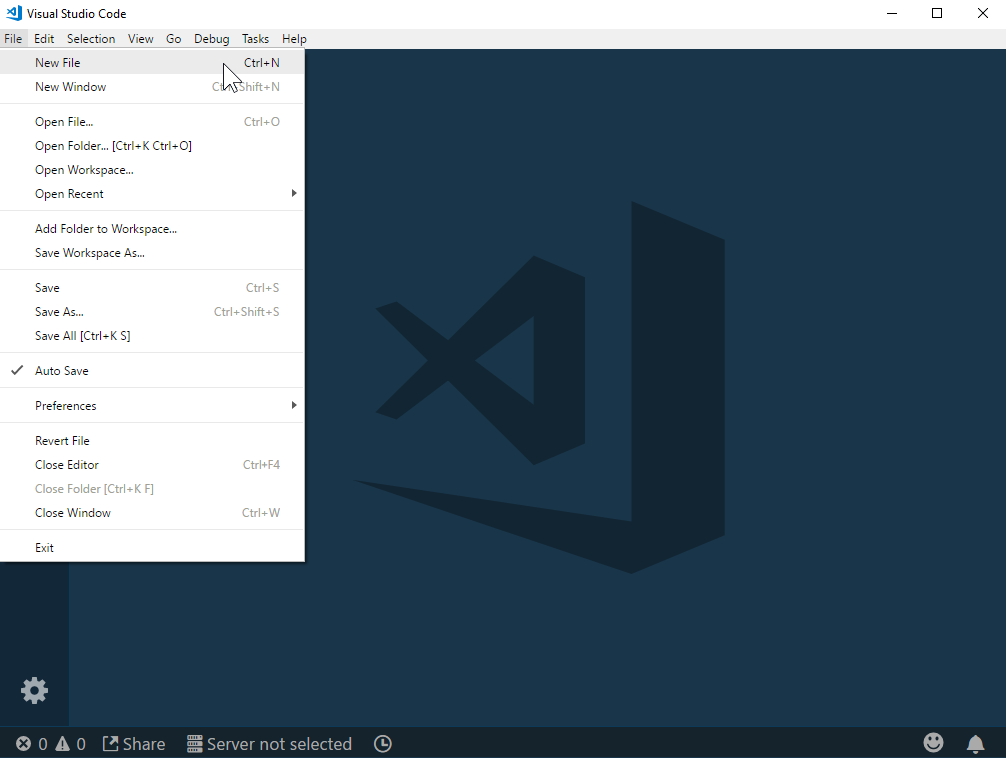 Visual Studio Code
File Edit Selection View Go Debug Tasks Help
New File Ctrl+N
New Window Shift+N
Open File... Ctrl+O
Open Folder... [Ctrl+K Ctrl+O]
Open Workspace...
Open Recent
Add Folder to Workspace...
Save Workspace As...
Save Ctrl+S
Save As... Ctrl+Shift+S
Save All [Ctrl+K S]
Auto Save
Preferences
Revert File
Close Editor Ctrl+F4
Close Folder [Ctrl+K F]
Close Window Ctrl+W
Exit
0 0 Share Server not selected